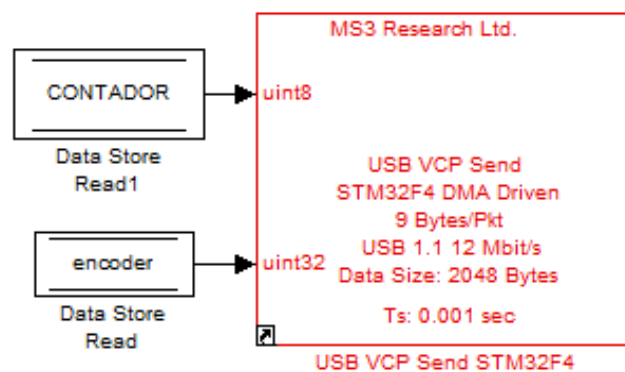 MS3 Research Ltd.
CONTADOR
uint8
Data Store
Read1
USB VCP Send
STM32F4 DMA Driven
9 Bytes/Pkt
USB 1.1 12 Mbit/s
Data Size: 2048 Bytes
encoder
uint32
Data Store
Read
Ts: 0.001 sec
USB VCP Send STM32F4